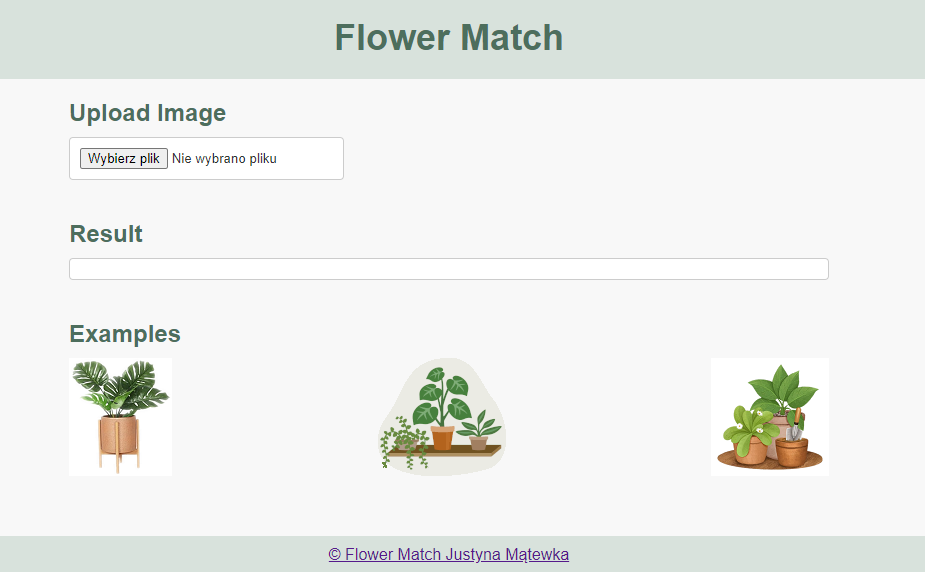 Flower Match
Upload Image
Wybierz plik Nie wybrano pliku
Result
Examples
© Flower Match Justyna Mątewka